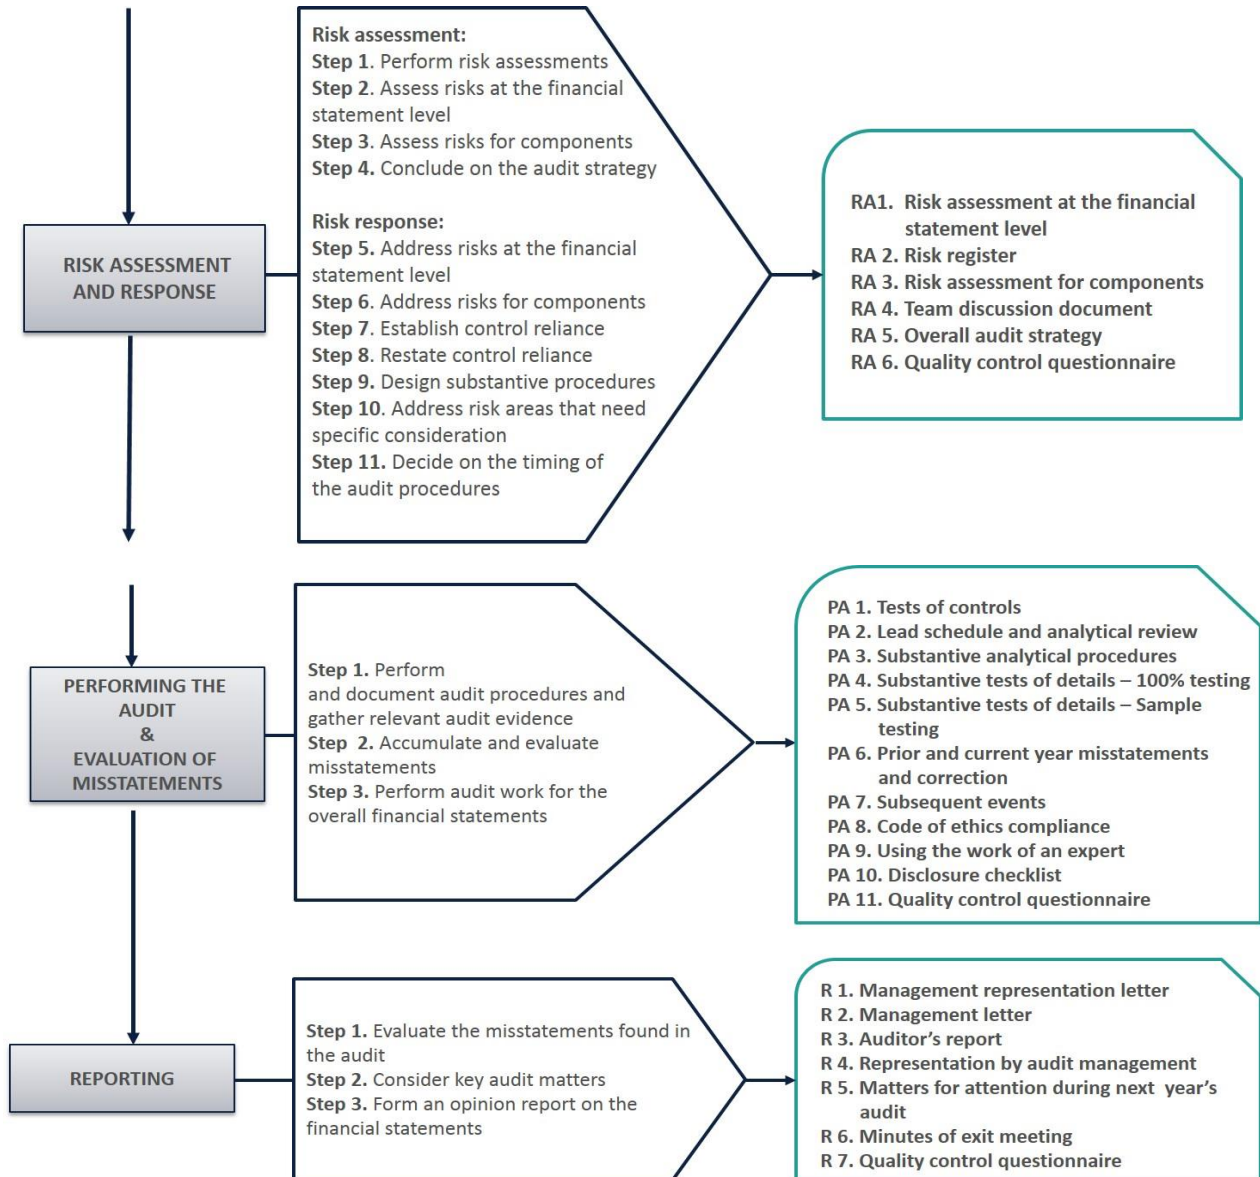 RISK ASSESSMENT
AND RESPONSE
Risk assessment:
Step 1. Perform risk assessments
Step 2. Assess risks at the financial
statement level
Step 3. Assess risks for components
Step 4. Conclude on the audit strategy
Risk response:
Step 5. Address risks at the financial
statement level
Step 6. Address risks for components
Step 7. Establish control reliance
Step 8. Restate control reliance
Step 9. Design substantive procedures
Step 10. Address risk areas that need
specific consideration
Step 11. Decide on the timing of
the audit procedures
RA1. Risk assessment at the financial
statement level
RA 2. Risk register
RA 3. Risk assessment for components
RA 4. Team discussion document
RA 5. Overall audit strategy
RA 6. Quality control questionnaire
PERFORMING THE
AUDIT
&
EVALUATION OF
MISSTATEMENTS
Step 1. Perform
and document audit procedures and
gather relevant audit evidence
Step 2. Accumulate and evaluate
misstatements
Step 3. Perform audit work for the
overall financial statements
PA 1. Tests of controls
PA 2. Lead schedule and analytical review
PA 3. Substantive analytical procedures
PA 4. Substantive tests of details – 100% testing
PA 5. Substantive tests of details – Sample
testing
PA 6. Prior and current year misstatements
and correction
PA 7. Subsequent events
PA 8. Code of ethics compliance
PA 9. Using the work of an expert
PA 10. Disclosure checklist
PA 11. Quality control questionnaire
REPORTING
Step 1. Evaluate the misstatements found in
the audit
Step 2. Consider key audit matters
Step 3. Form an opinion report on the
financial statements
R 1. Management representation letter
R 2. Management letter
R 3. Auditor's report
R 4. Representation by audit management
R 5. Matters for attention during next year's
audit
R 6. Minutes of exit meeting
R 7. Quality control questionnaire